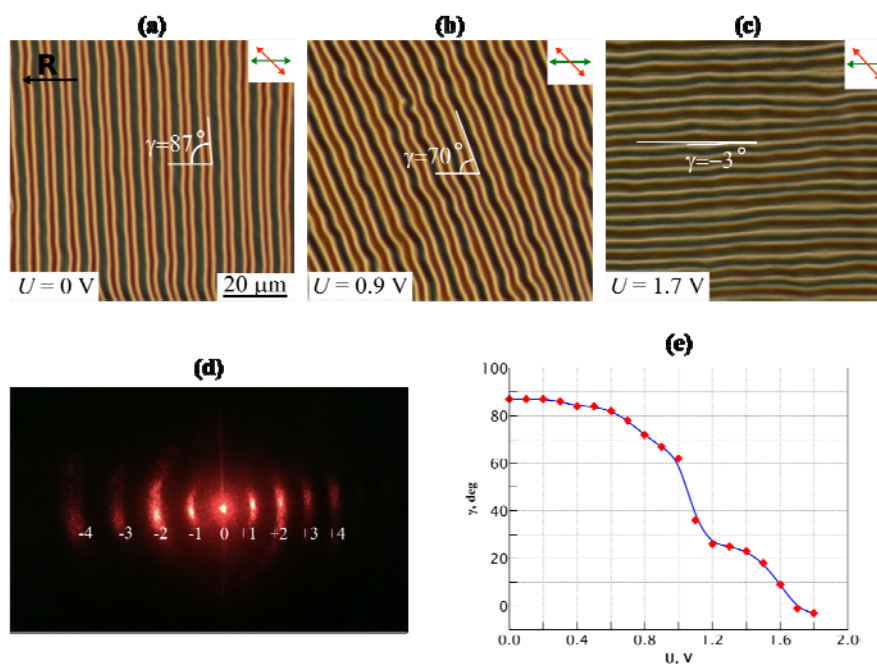 (a)
(b)
(c)
R
γ=87°
γ=70°
γ=−3°
U = 0 V
20 μm
U = 0.9 V
U = 1.7 V
(d)
(e)
-4 -3 -2 -1 0 +1 +2 +3 +4
100
80
60
40
20
0
γ, deg
0.0 0.4 0.8 1.2 1.6 2.0
U, V